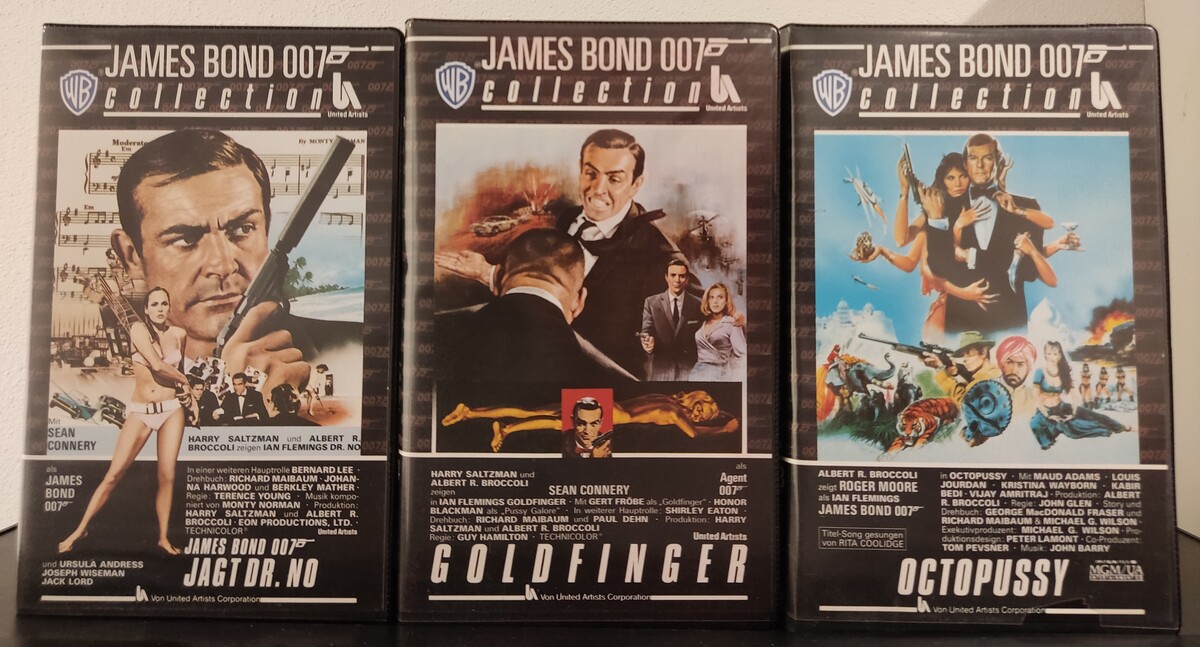 JAMES BOND 007
collection
WB
United Artists
Moderato
Em
By MONTY NORMAN
Em
Mit
SEAN
CONNERY
HARRY SALTZMAN und ALBERT R.
BROCCOLI zeigen IAN FLEMINGS DR. NO
als
JAMES
BOND
007
In einer weiteren Hauptrolle BERNARD LEE ·
Drehbuch: RICHARD MAIBAUM · JOHAN-
NA HARWOOD und BERKLEY MATHER ·
Regie: TERENCE YOUNG · Musik kompo-
niert von MONTY NORMAN · Produktion:
HARRY SALTZMAN und ALBERT R.
BROCCOLI · EON PRODUCTIONS, LTD. ·
TECHNICOLOR®
United Artists
und URSULA ANDRESS
JOSEPH WISEMAN
JACK LORD
JAMES BOND 007
JAGT DR. NO
Von United Artists Corporation
JAMES BOND 007
collection
WB
United Artists
HARRY SALTZMAN und
ALBERT R. BROCCOLI
zeigen
SEAN CONNERY
als
Agent
007
in IAN FLEMINGS GOLDFINGER · Mit GERT FRÖBE als „Goldfinger" · HONOR
BLACKMAN als „Pussy Galore" · In weiterer Hauptrolle: SHIRLEY EATON ·
Drehbuch: RICHARD MAIBAUM und PAUL DEHN · Produktion: HARRY
SALTZMAN und ALBERT R. BROCCOLI
Regie: GUY HAMILTON · TECHNICOLOR®
United Artists
GOLDFINGER
Von United Artists Corporation
JAMES BOND 007
collection
WB
United Artists
ALBERT R. BROCCOLI
zeigt ROGER MOORE
als IAN FLEMINGS
JAMES BOND 007
Titel-Song gesungen
von RITA COOLIDGE
in OCTOPUSSY · Mit MAUD ADAMS · LOUIS
JOURDAN · KRISTINA WAYBORN · KABIR
BEDI · VIJAY AMRITRAJ · Produktion: ALBERT
R. BROCCOLI · Regie: JOHN GLEN · Story und
Drehbuch: GEORGE MacDONALD FRASER und
RICHARD MAIBAUM & MICHAEL G. WILSON ·
Exekutivproduzent: MICHAEL G. WILSON · Pro-
duktionsdesign: PETER LAMONT · Co-Produzent:
TOM PEVSNER · Musik: JOHN BARRY
OCTOPUSSY
MGM/UA
Von United Artists Corporation